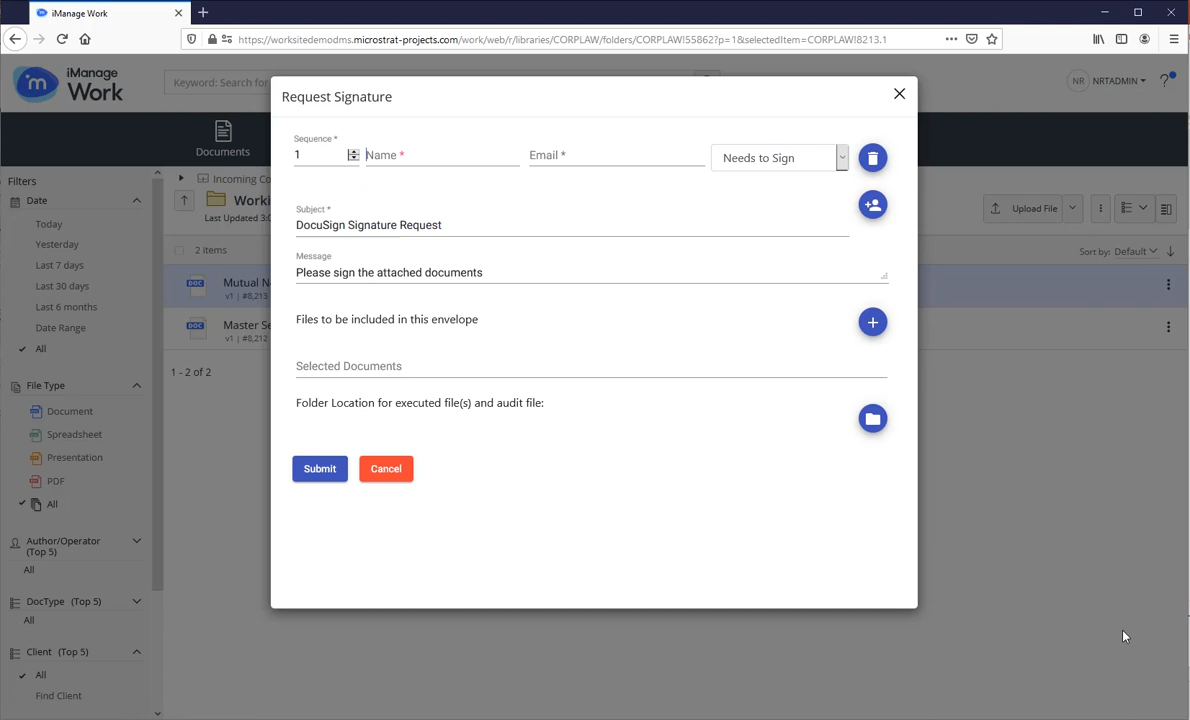 iManage Work
https://worksitedemodms.microstrat-projects.com/work/web/r/libraries/CORPLAW/folders/CORPLAW!55862?p=1&selectedItem=CORPLAW!8213.1
iManage
Work
Keyword: Search for
NR NRTADMIN
?
Documents
Request Signature
Sequence *
1
Name *
Email *
Needs to Sign
Subject *
DocuSign Signature Request
Message
Please sign the attached documents
Files to be included in this envelope
Selected Documents
Folder Location for executed file(s) and audit file:
Submit
Cancel
Filters
Date
Today
Yesterday
Last 7 days
Last 30 days
Last 6 months
Date Range
All
File Type
Document
Spreadsheet
Presentation
PDF
All
Author/Operator
(Top 5)
All
DocType (Top 5)
All
Client (Top 5)
All
Find Client
Incoming Co
Worki
Last Updated 3:0
Upload File
2 items
Sort by: Default
DOC
Mutual N
v1 | #8,213
DOC
Master Se
v1 | #8,212
1 - 2 of 2